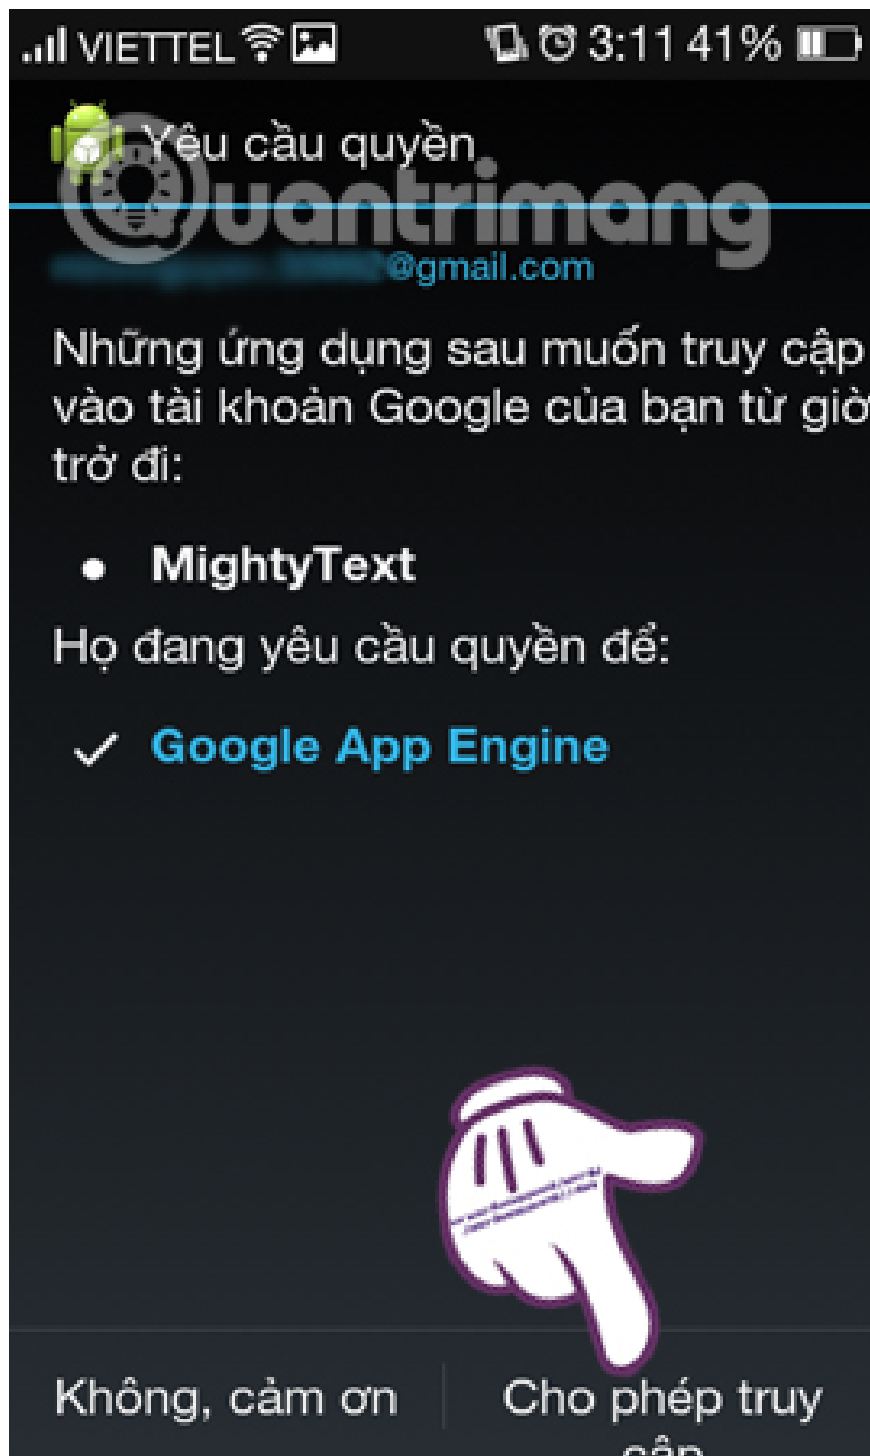 VIETTEL 3:11 41%
Yêu cầu quyền
Quantrimang
@gmail.com
Những ứng dụng sau muốn truy cập
vào tài khoản Google của bạn từ giờ
trở đi:
MightyText
Họ đang yêu cầu quyền để:
Google App Engine
Không, cảm ơn
Cho phép truy
cập